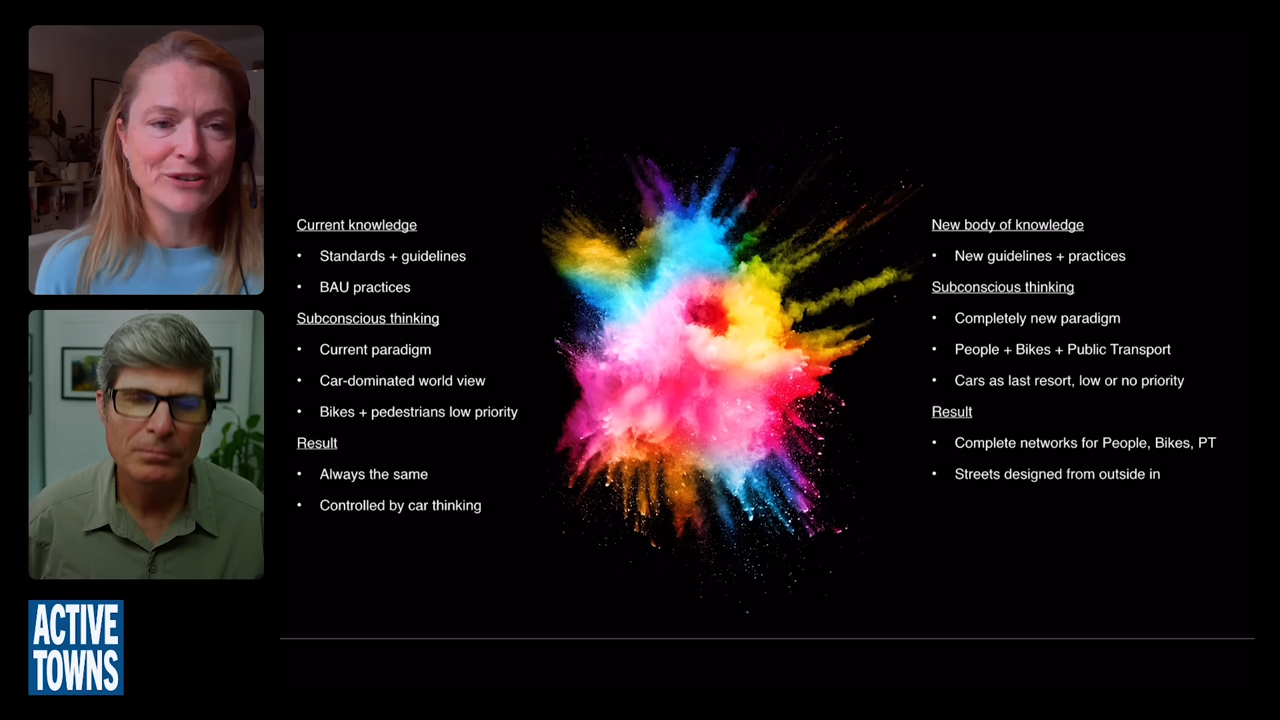 Current knowledge
• Standards + guidelines
• BAU practices
Subconscious thinking
• Current paradigm
• Car-dominated world view
• Bikes + pedestrians low priority
Result
• Always the same
• Controlled by car thinking
New body of knowledge
• New guidelines + practices
Subconscious thinking
• Completely new paradigm
• People + Bikes + Public Transport
• Cars as last resort, low or no priority
Result
• Complete networks for People, Bikes, PT
• Streets designed from outside in
ACTIVE
TOWNS